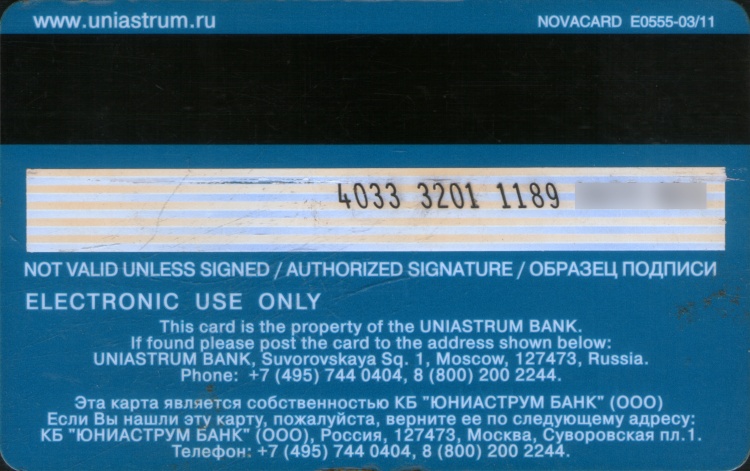 www.uniastrum.ru NOVACARD E0555-03/11
4033 3201 1189
NOT VALID UNLESS SIGNED / AUTHORIZED SIGNATURE / ОБРАЗЕЦ ПОДПИСИ
ELECTRONIC USE ONLY
This card is the property of the UNIASTRUM BANK.
If found please post the card to the address shown below:
UNIASTRUM BANK, Suvorovskaya Sq. 1, Moscow, 127473, Russia.
Phone: +7 (495) 744 0404, 8 (800) 200 2244.
Эта карта является собственностью КБ "ЮНИАСТРУМ БАНК" (ООО)
Если Вы нашли эту карту, пожалуйста, верните ее по следующему адресу:
КБ "ЮНИАСТРУМ БАНК" (ООО), Россия, 127473, Москва, Суворовская пл.1.
Телефон: +7 (495) 744 0404, 8 (800) 200 2244.